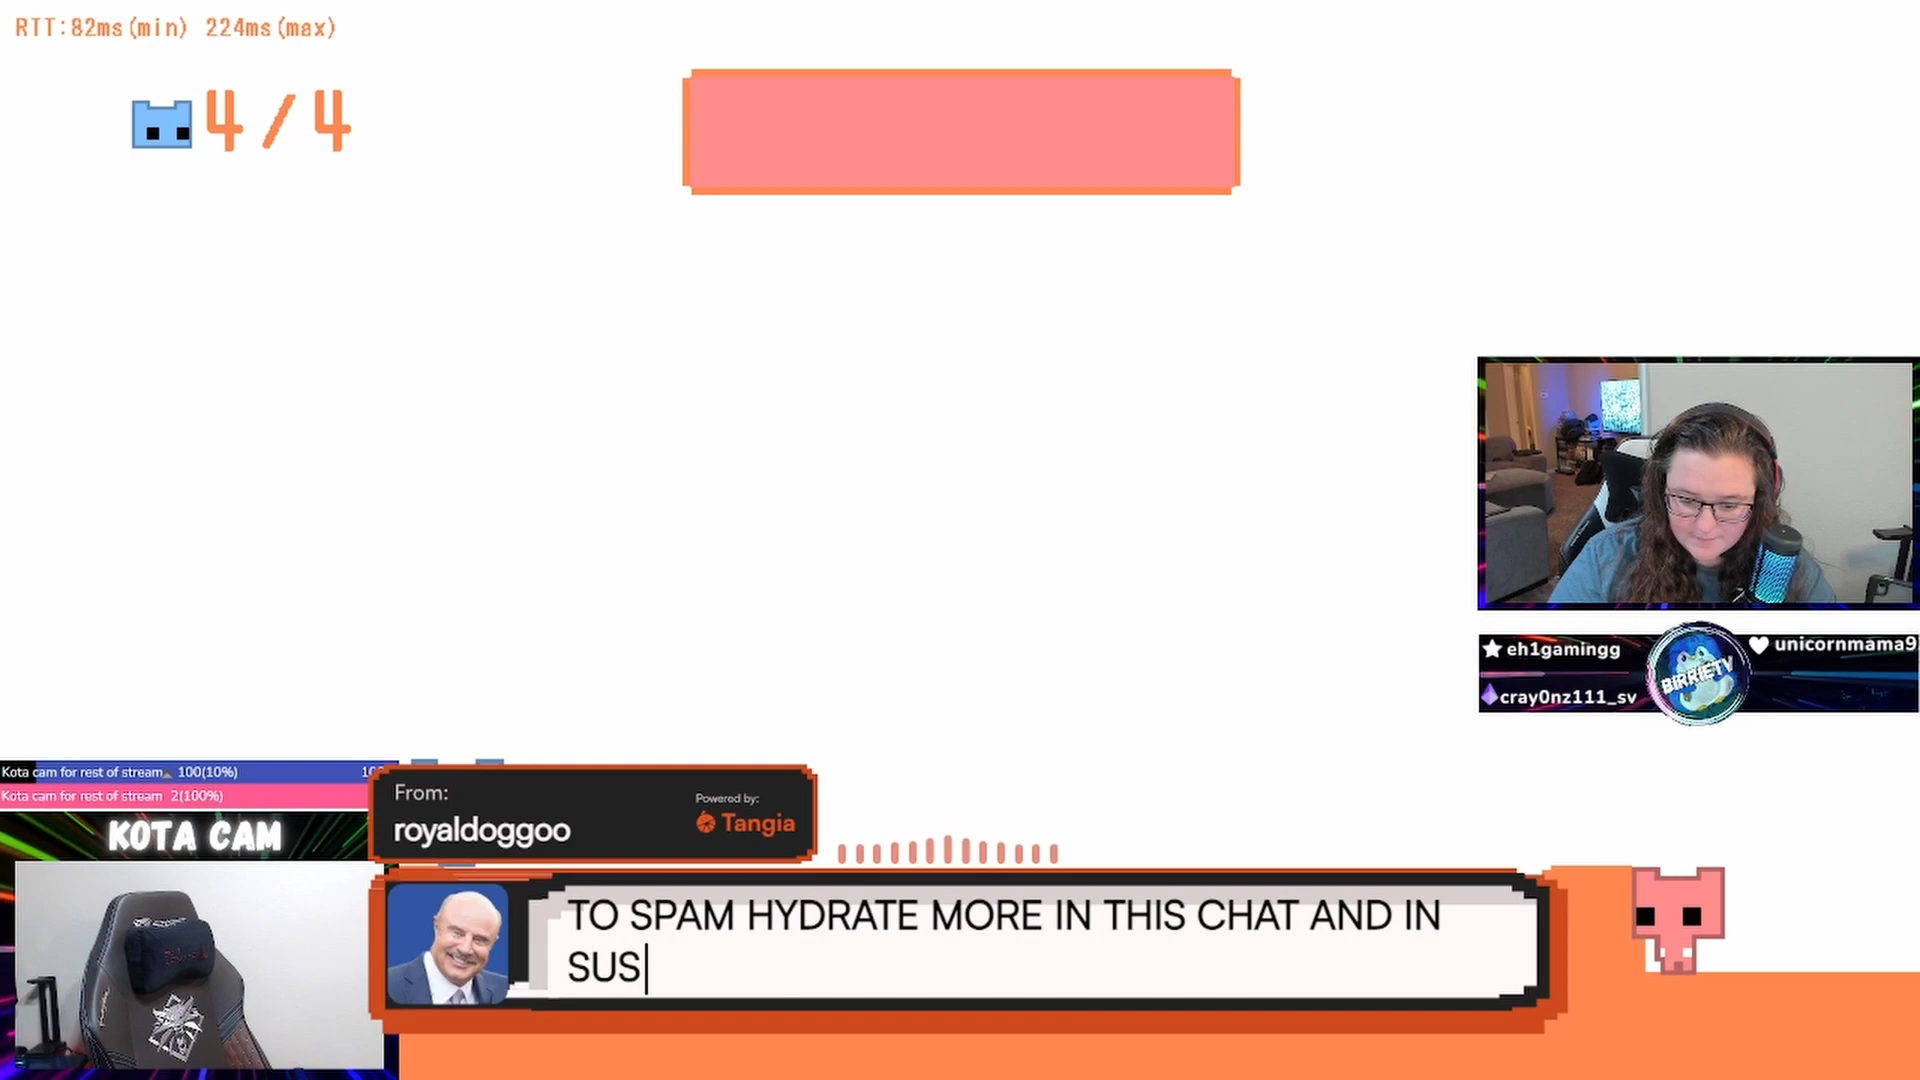 RTT:82ms(min) 224ms(max)
4/4
eh1gamingg
unicornmama9
BIRRIETV
cray0nz111_sv
Kota cam for rest of stream 100(10%)
Kota cam for rest of stream 2(100%)
KOTA CAM
From:
royaldoggoo
Powered by:
Tangia
TO SPAM HYDRATE MORE IN THIS CHAT AND IN
SUS